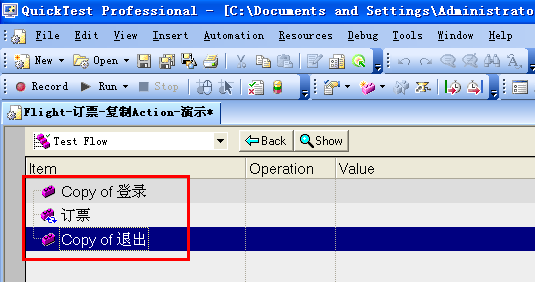 QuickTest Professional - [C:\Documents and Settings\Administrato
File Edit View Insert Automation Resources Debug Tools Window Help
New Open
Record Run Stop
Flight-订票-复制Action-演示*
Test Flow Back Show
Item Operation Value
Copy of 登录
订票
Copy of 退出